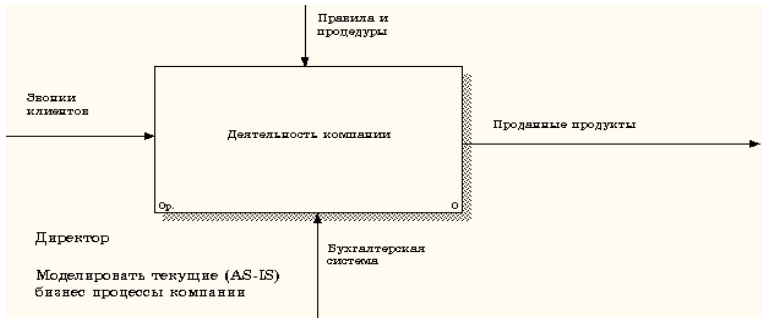 Правила и
процедуры
Звонки
клиентов
Деятельность компании
Проданные продукты
0р.
0
Директор
Бухгалтерская
система
Моделировать текущие (AS-IS)
бизнес процессы компании